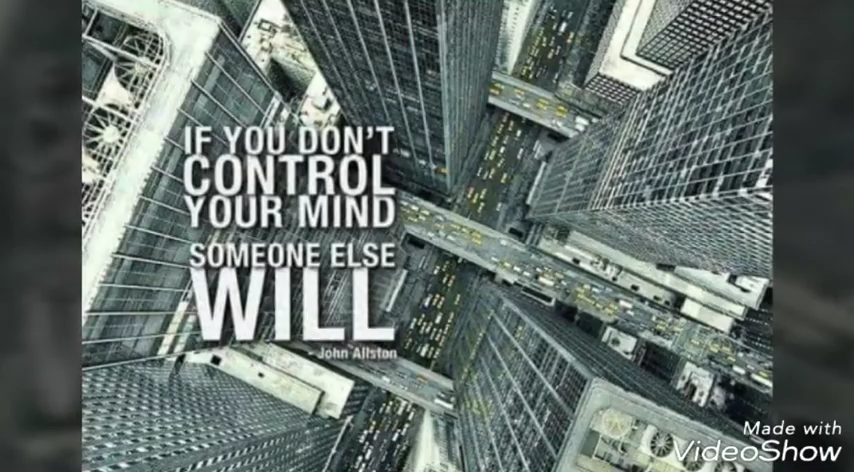 IF YOU DON'T
CONTROL
YOUR MIND
SOMEONE ELSE
WILL
- John Allston
Made with
VideoShow